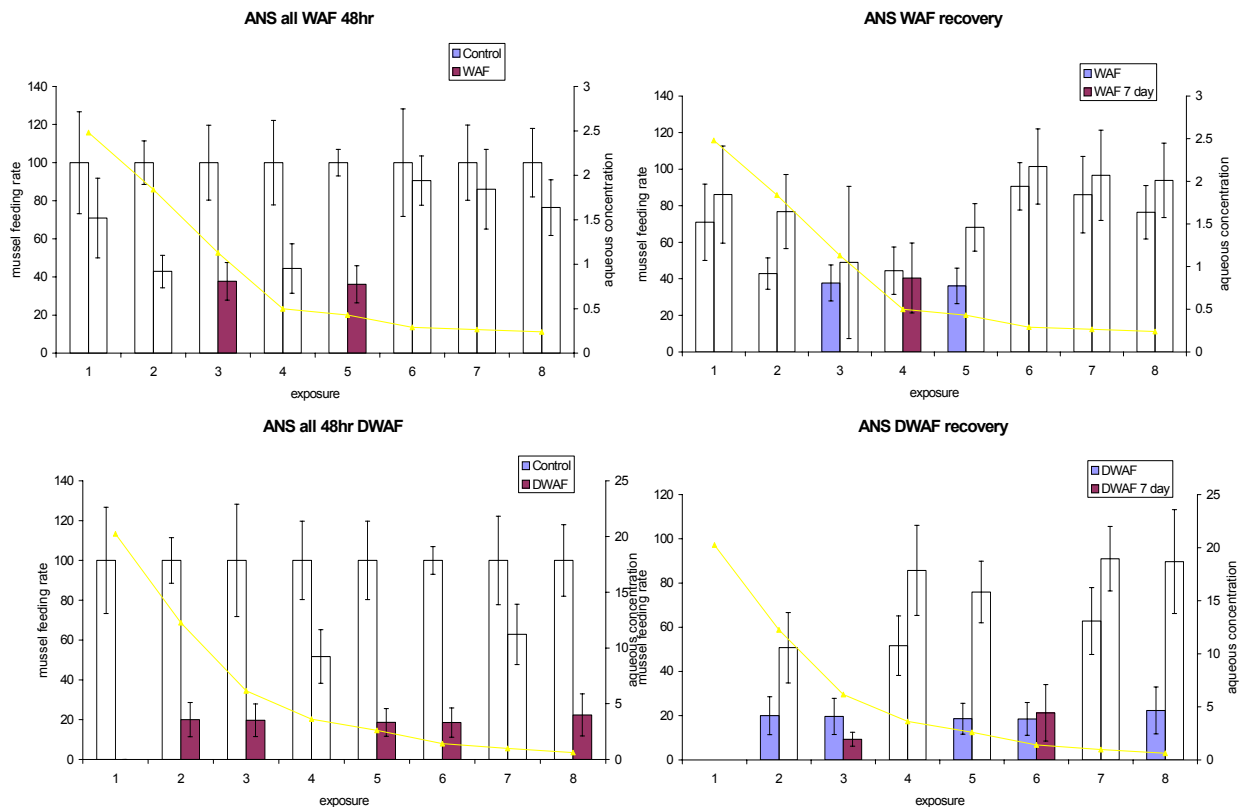 ANS all WAF 48hr
Control
WAF
140
120
100
80
60
40
20
0
mussel feeding rate
3
2.5
2
1.5
1
0.5
0
aqueous concentration
1 2 3 4 5 6 7 8
exposure
ANS WAF recovery
WAF
WAF 7 day
140
120
100
80
60
40
20
0
mussel feeding rate
3
2.5
2
1.5
1
0.5
0
aqueous concentration
1 2 3 4 5 6 7 8
exposure
ANS all 48hr DWAF
Control
DWAF
140
120
100
80
60
40
20
0
mussel feeding rate
25
20
15
10
5
0
aqueous concentration
1 2 3 4 5 6 7 8
exposure
ANS DWAF recovery
DWAF
DWAF 7 day
120
100
80
60
40
20
0
mussel feeding rate
25
20
15
10
5
0
aqueous concentration
1 2 3 4 5 6 7 8
exposure